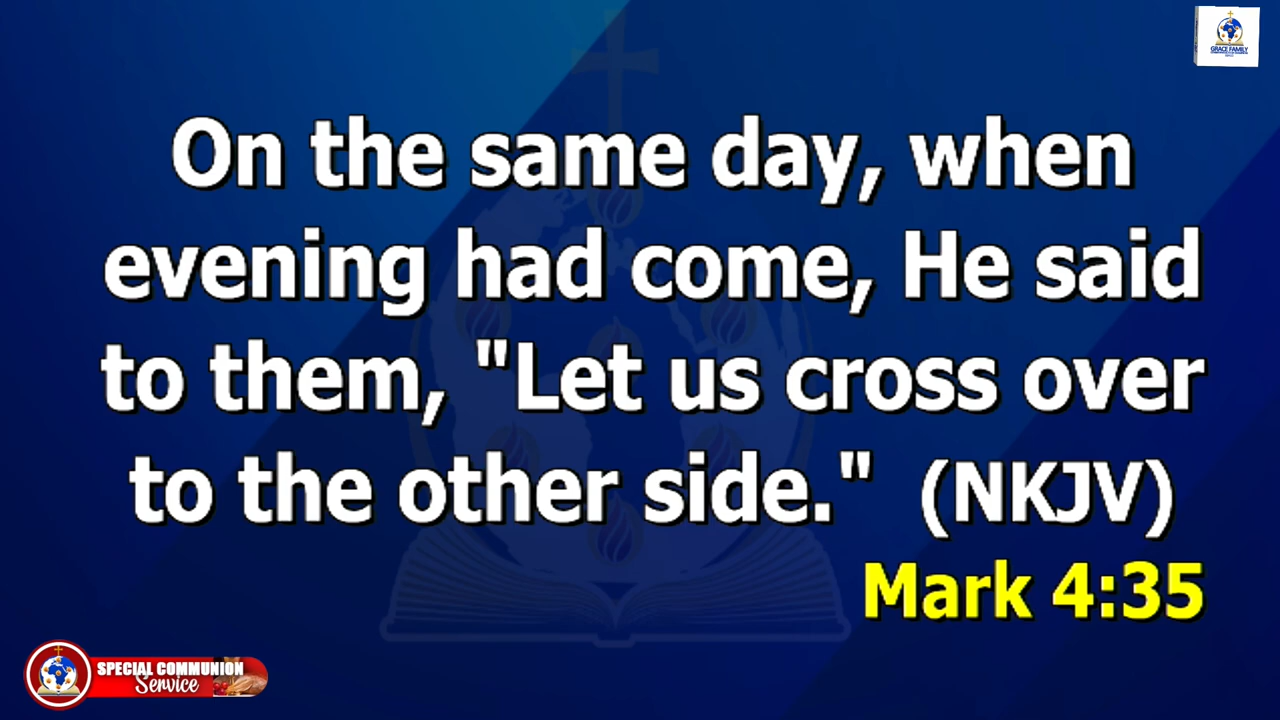 GRACE FAMILY
On the same day, when
evening had come, He said
to them, "Let us cross over
to the other side." (NKJV)
Mark 4:35
SPECIAL COMMUNION
Service